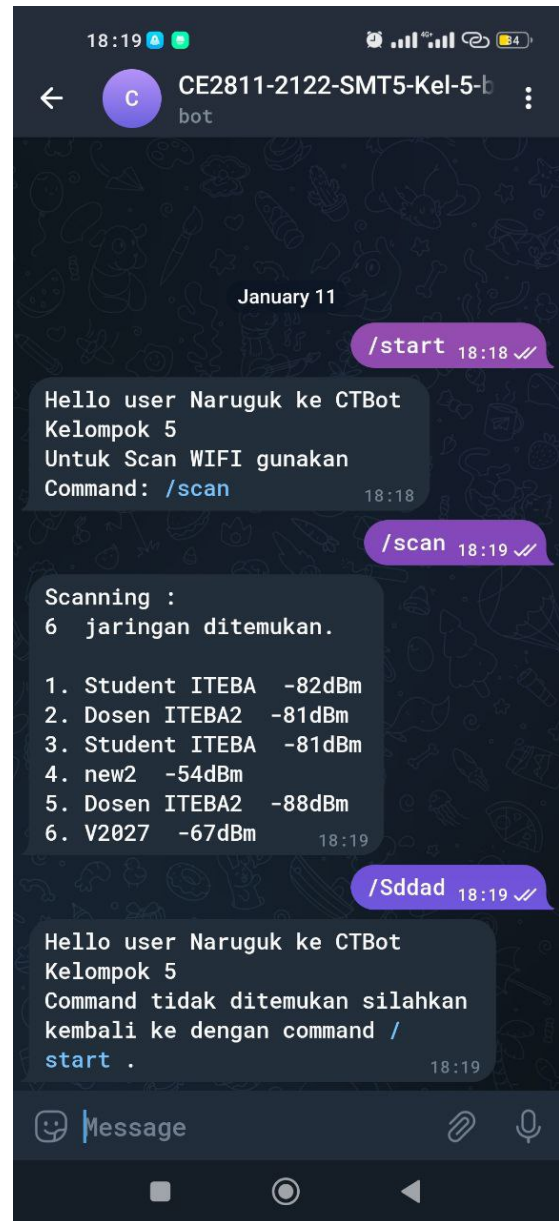 18:19
4G
34
C
CE2811-2122-SMT5-Kel-5-b
bot
January 11
/start 18:18
Hello user Naruguk ke CTBot
Kelompok 5
Untuk Scan WIFI gunakan
Command: /scan
18:18
/scan 18:19
Scanning :
6 jaringan ditemukan.
1. Student ITEBA -82dBm
2. Dosen ITEBA2 -81dBm
3. Student ITEBA -81dBm
4. new2 -54dBm
5. Dosen ITEBA2 -88dBm
6. V2027 -67dBm
18:19
/Sddad 18:19
Hello user Naruguk ke CTBot
Kelompok 5
Command tidak ditemukan silahkan
kembali ke dengan command /
start .
18:19
Message